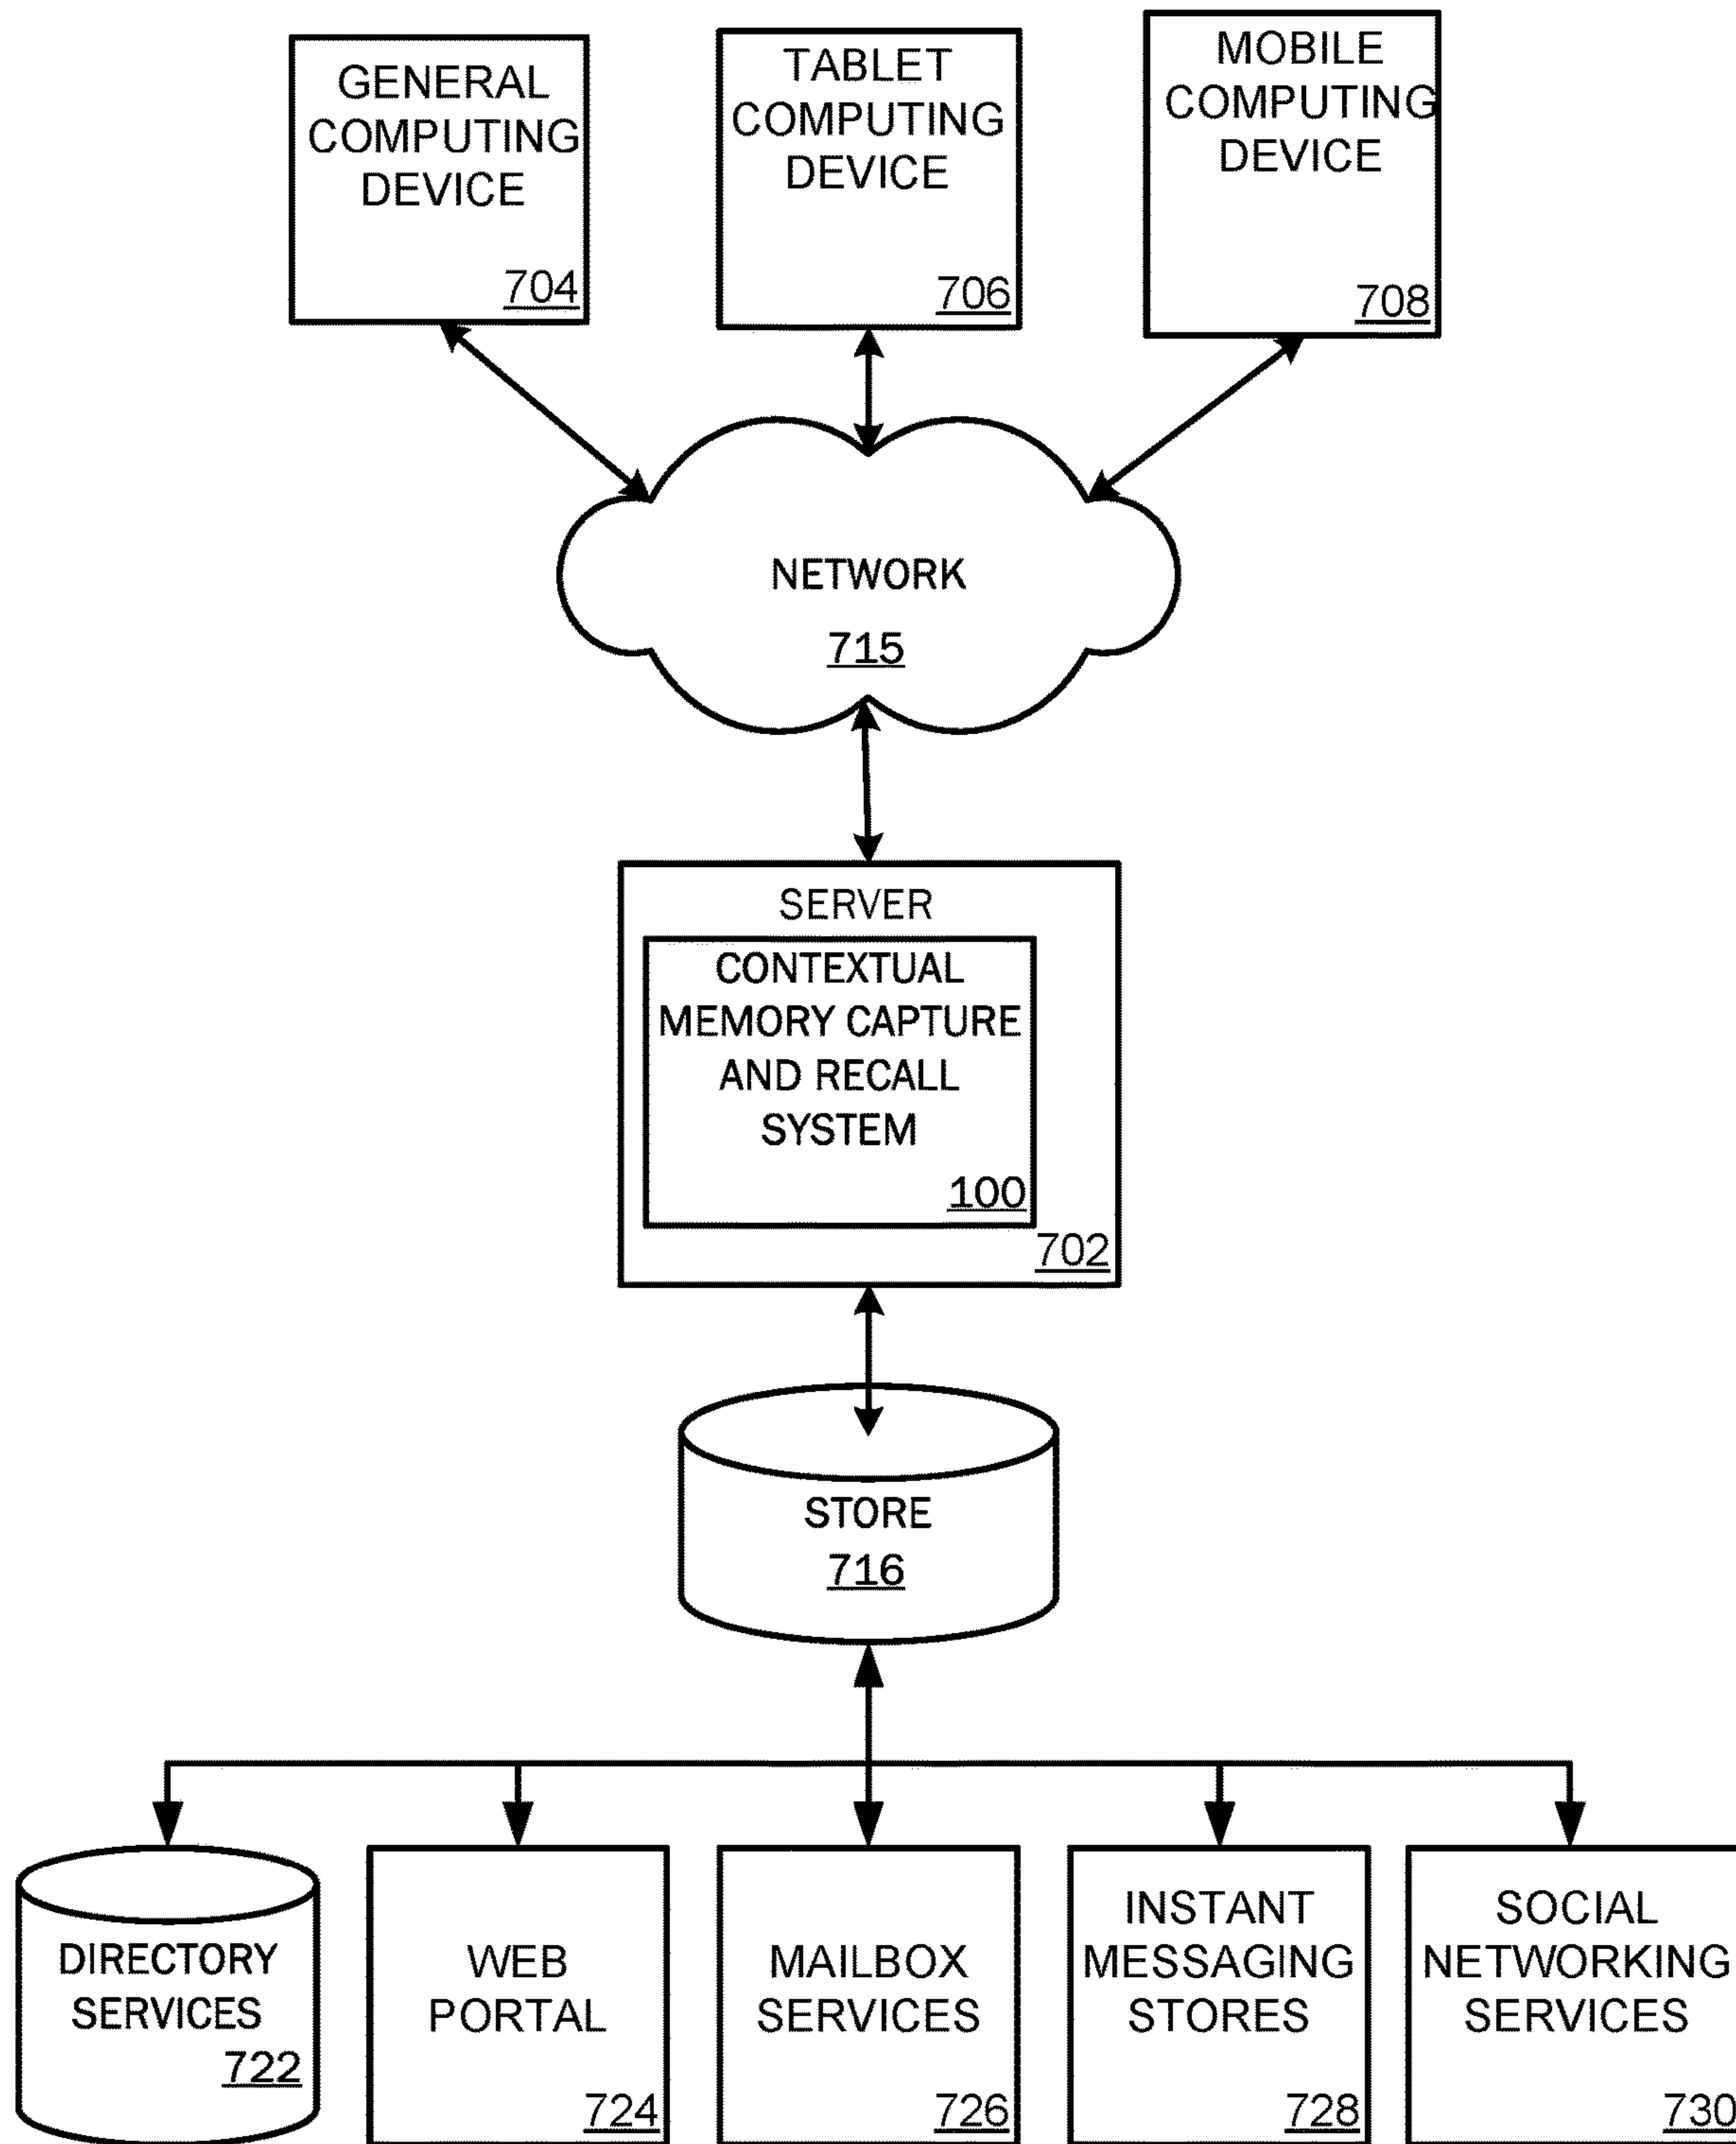 GENERAL
COMPUTING
DEVICE
704
TABLET
COMPUTING
DEVICE
706
MOBILE
COMPUTING
DEVICE
708
NETWORK
715
SERVER
CONTEXTUAL
MEMORY CAPTURE
AND RECALL
SYSTEM
100
702
STORE
716
DIRECTORY
SERVICES
722
WEB
PORTAL
724
MAILBOX
SERVICES
726
INSTANT
MESSAGING
STORES
728
SOCIAL
NETWORKING
SERVICES
730